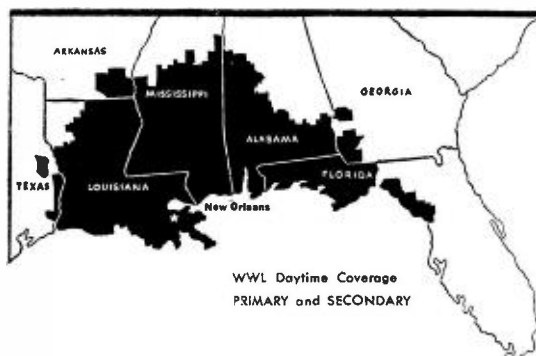 ARKANSAS
MISSISSIPPI
GEORGIA
ALABAMA
TEXAS
LOUISIANA
FLORIDA
New Orleans
WWL Daytime Coverage
PRIMARY and SECONDARY